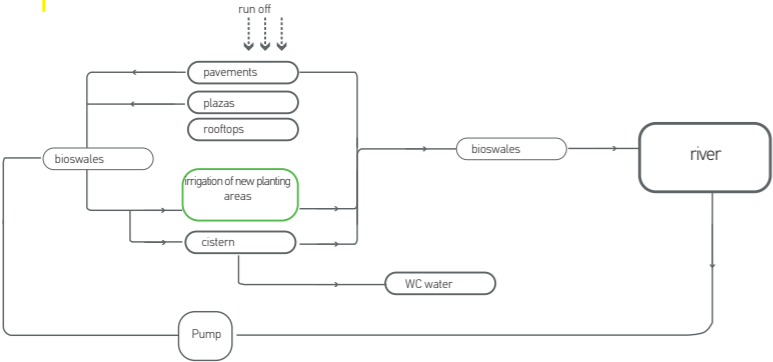 run off
pavements
plazas
rooftops
bioswales
bioswales
river
irrigation of new planting
areas
cistern
WC water
Pump